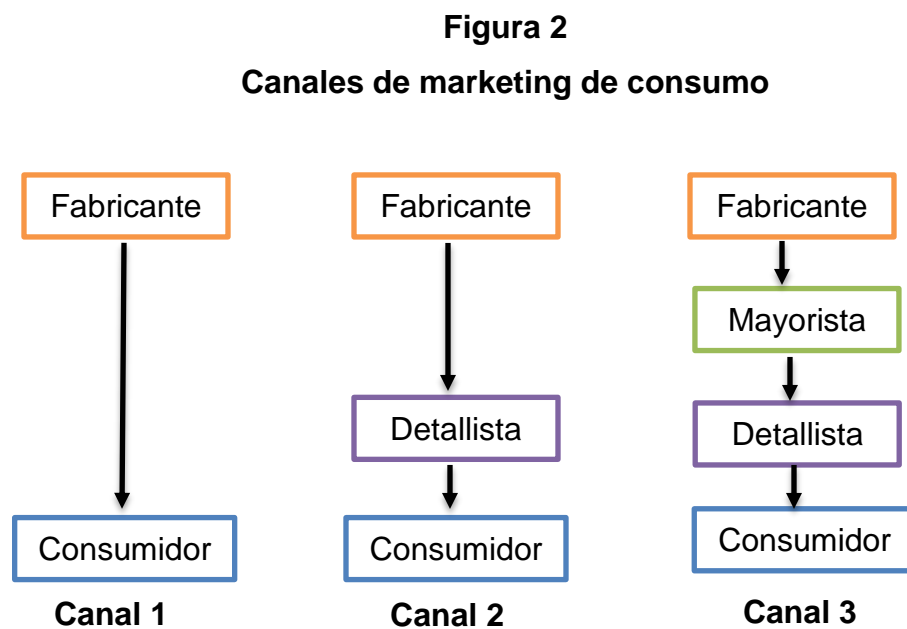 Figura 2
Canales de marketing de consumo
Fabricante
Consumidor
Canal 1
Fabricante
Detallista
Consumidor
Canal 2
Fabricante
Mayorista
Detallista
Consumidor
Canal 3